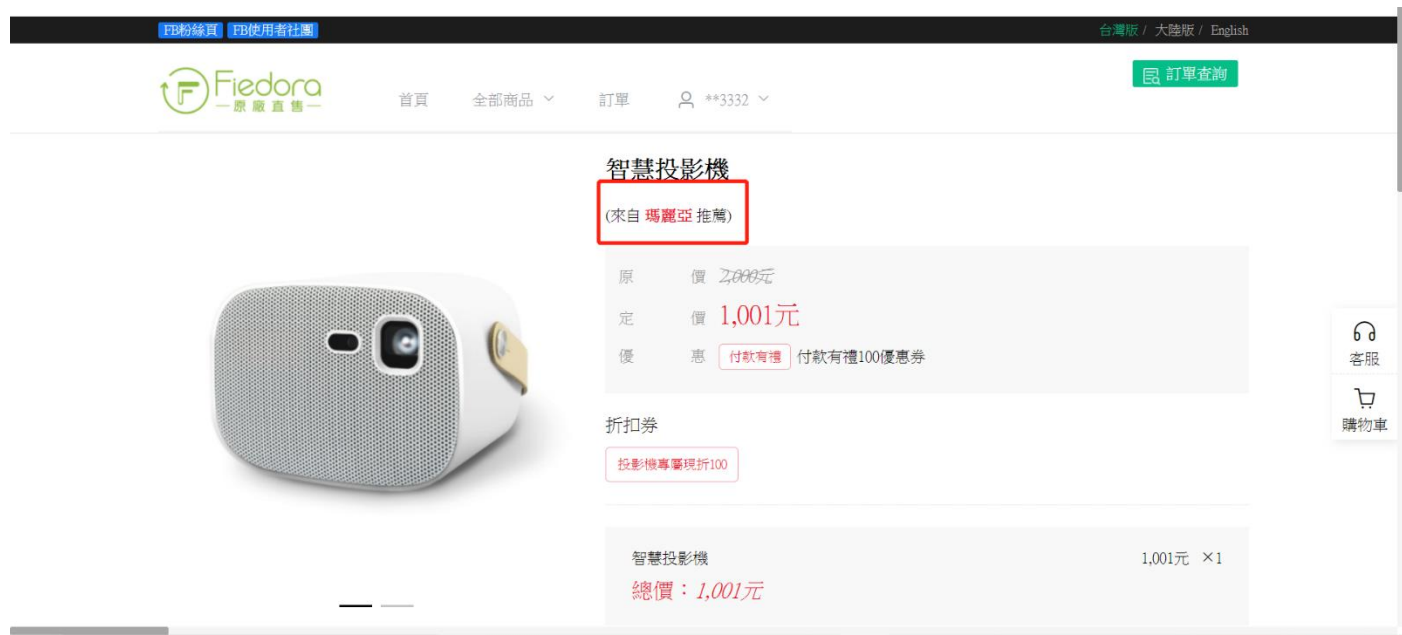 FB粉絲頁 FB使用者社團
台灣版 / 大陸版 / English
Fiedora
原廠直售
首頁 全部商品 訂單 **3332
訂單查詢
智慧投影機
(來自 瑪麗亞 推薦)
原 價 2,000元
定 價 1,001元
優 惠 付款有禮 付款有禮100優惠券
折扣券
投影機專屬現折100
智慧投影機 1,001元 ×1
總價：1,001元
客服
購物車